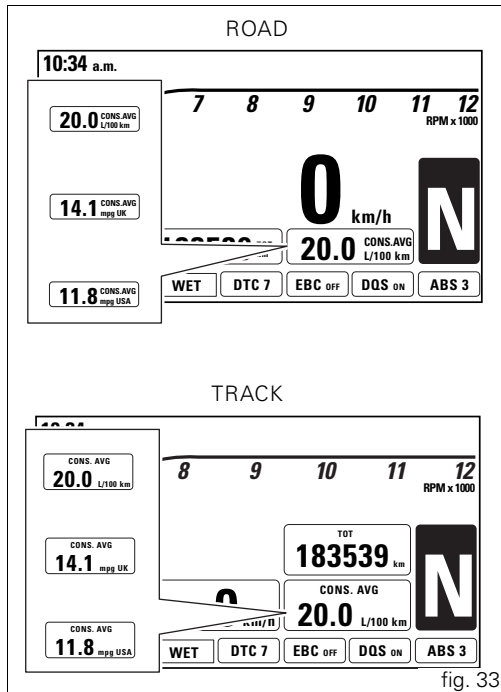 ROAD
10:34 a.m.
7 8 9 10 11 12
RPM x 1000
20.0 CONS.AVG L/100 km
14.1 CONS.AVG mpg UK
11.8 CONS.AVG mpg USA
0 km/h
N
20.0 CONS.AVG L/100 km
WET DTC 7 EBC OFF DQS ON ABS 3
TRACK
8 9 10 11 12
RPM x 1000
CONS. AVG
20.0 L/100 km
CONS. AVG
14.1 mpg UK
CONS. AVG
11.8 mpg USA
TOT
183539 km
N
CONS. AVG
20.0 L/100 km
WET DTC 7 EBC OFF DQS ON ABS 3
fig. 33